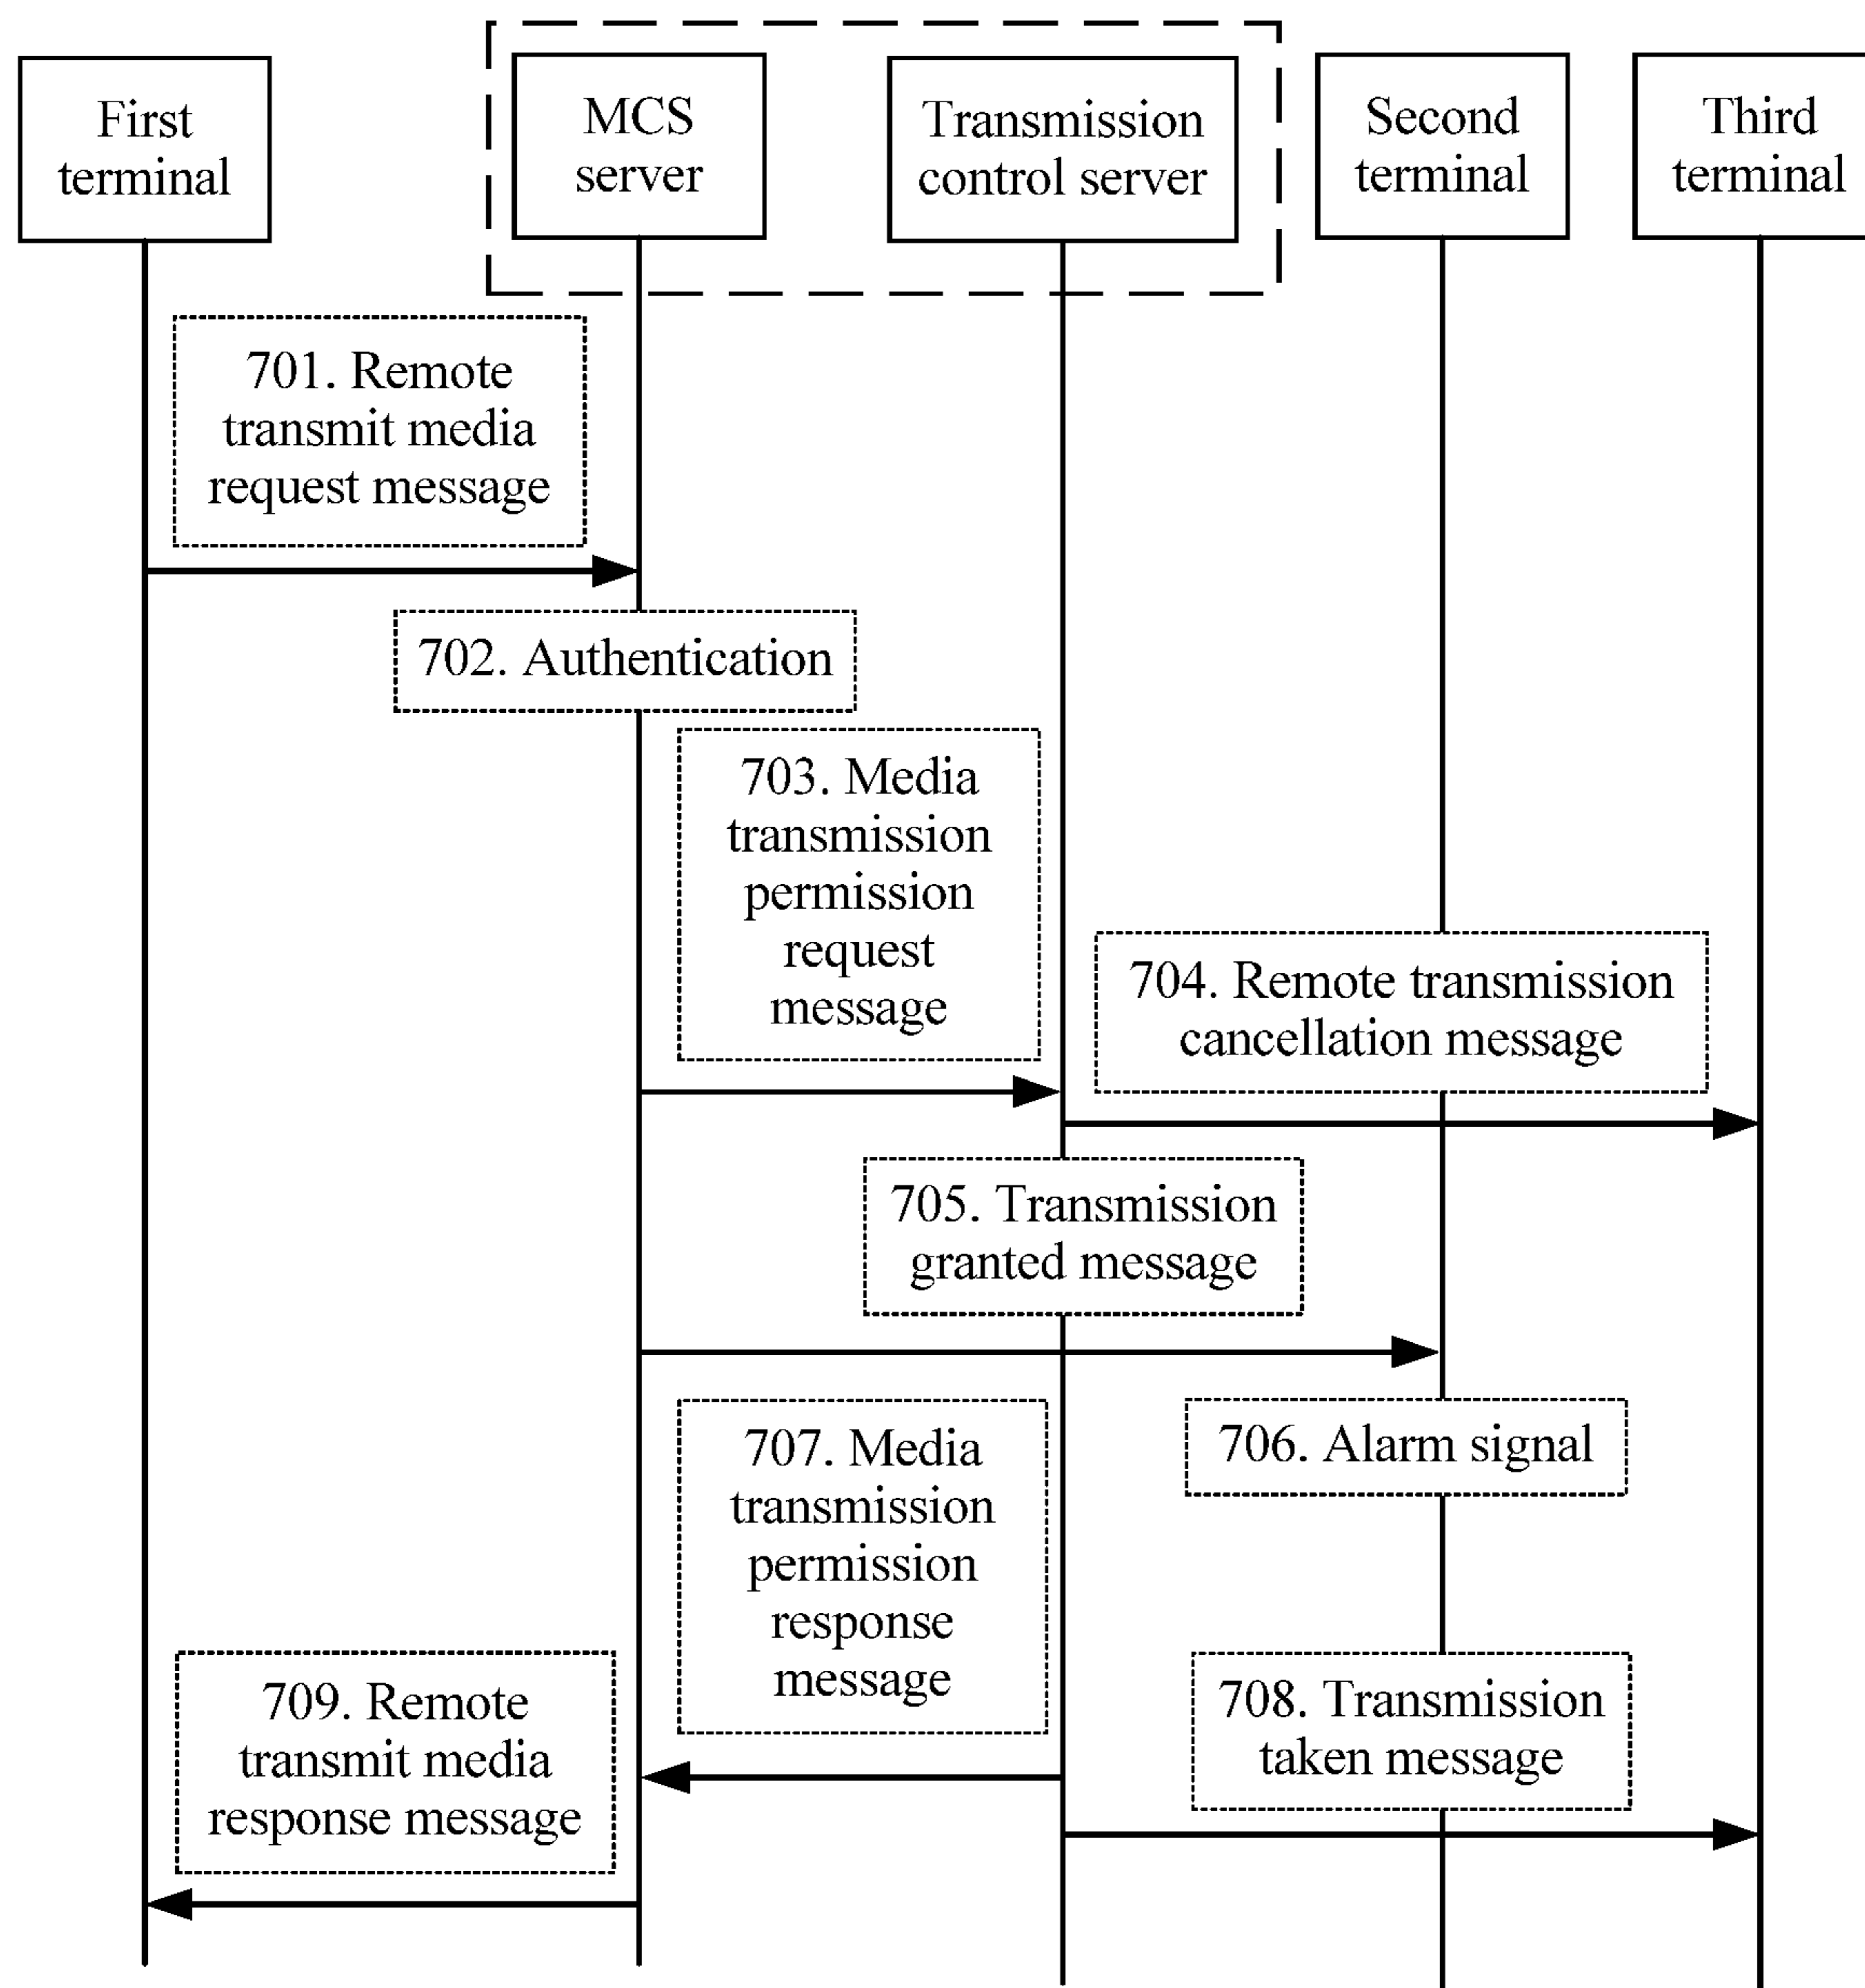 First
terminal
MCS
server
Transmission
control server
Second
terminal
Third
terminal
701. Remote
transmit media
request message
702. Authentication
703. Media
transmission
permission
request
message
704. Remote transmission
cancellation message
705. Transmission
granted message
706. Alarm signal
707. Media
transmission
permission
response
message
708. Transmission
taken message
709. Remote
transmit media
response message